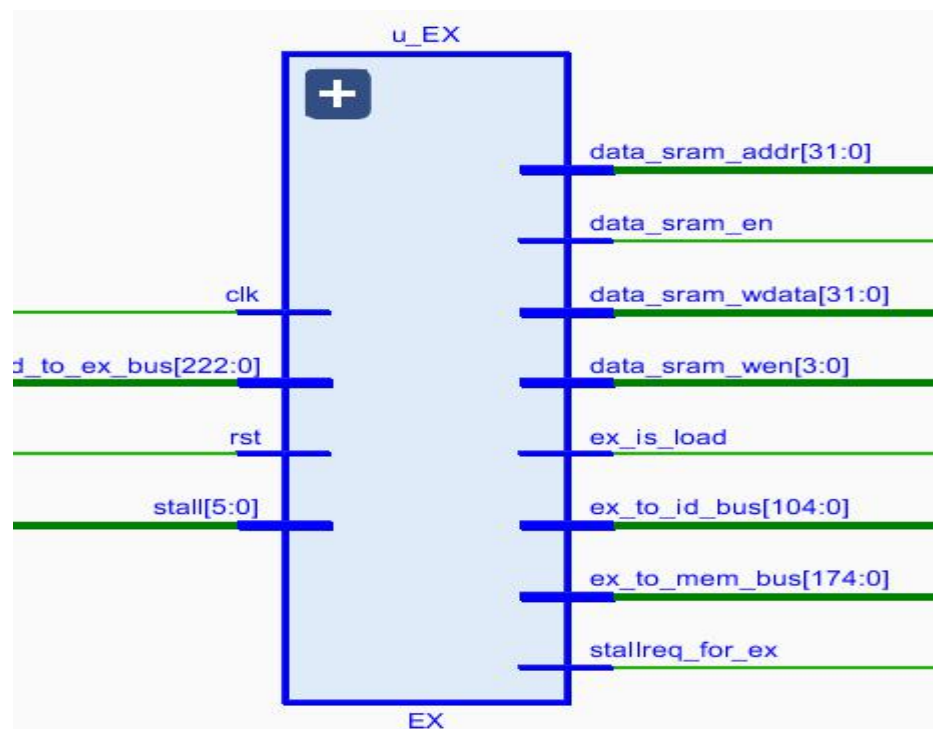 u_EX
data_sram_addr[31:0]
data_sram_en
clk
data_sram_wdata[31:0]
d_to_ex_bus[222:0]
data_sram_wen[3:0]
rst
ex_is_load
stall[5:0]
ex_to_id_bus[104:0]
ex_to_mem_bus[174:0]
stallreq_for_ex
EX